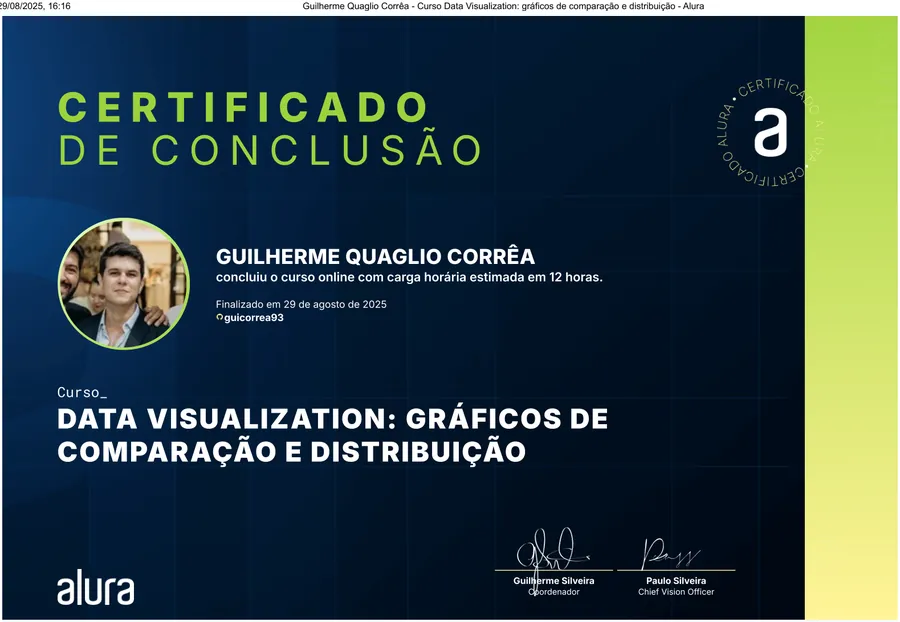 29/08/2025, 16:16
Guilherme Quaglio Corrêa - Curso Data Visualization: gráficos de comparação e distribuição - Alura
CERTIFICADO
DE CONCLUSÃO
CERTIFICADO ALURA • CERTIFICADO ALURA •
a
GUILHERME QUAGLIO CORRÊA
concluiu o curso online com carga horária estimada em 12 horas.
Finalizado em 29 de agosto de 2025
guicorrea93
Curso_
DATA VISUALIZATION: GRÁFICOS DE
COMPARAÇÃO E DISTRIBUIÇÃO
Guilherme Silveira
Coordenador
Paulo Silveira
Chief Vision Officer
alura